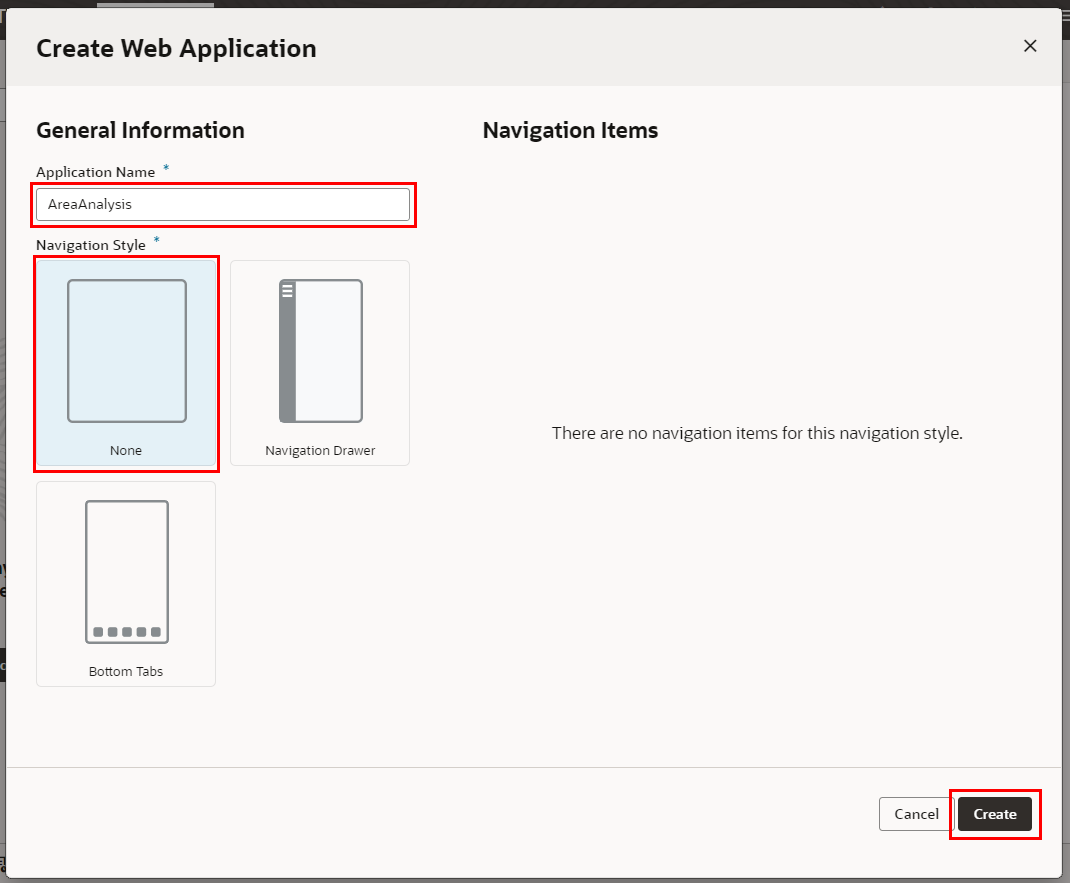 Create Web Application
General Information
Application Name *
AreaAnalysis
Navigation Style *
None
Navigation Drawer
Bottom Tabs
Navigation Items
There are no navigation items for this navigation style.
Cancel
Create